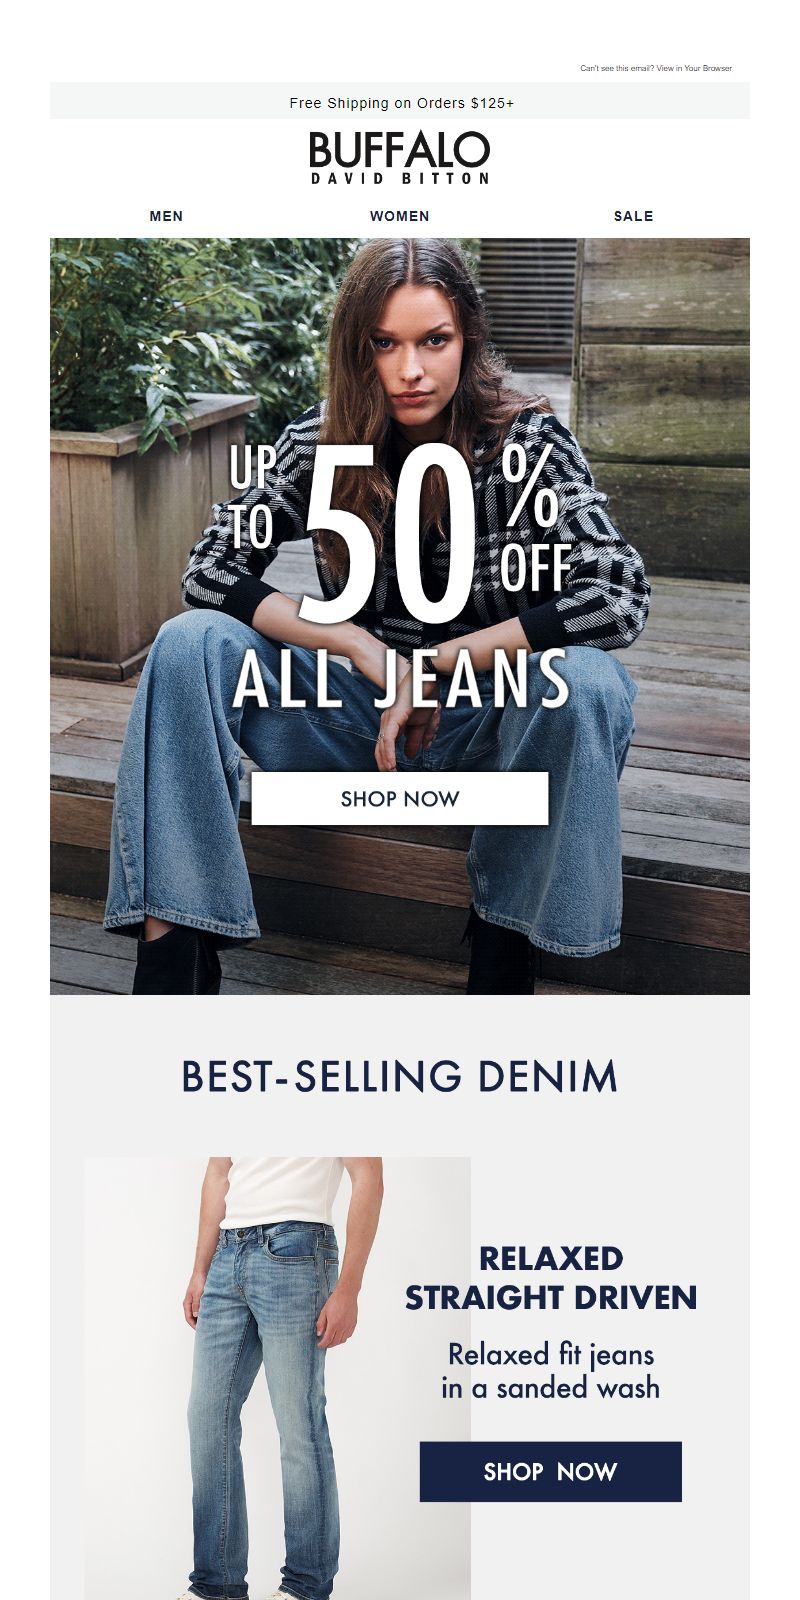 Can't see this email? View in Your Browser
Free Shipping on Orders $125+
BUFFALO
DAVID BITTON
MEN WOMEN SALE
UP TO 50% OFF
ALL JEANS
SHOP NOW
BEST-SELLING DENIM
RELAXED
STRAIGHT DRIVEN
Relaxed fit jeans
in a sanded wash
SHOP NOW